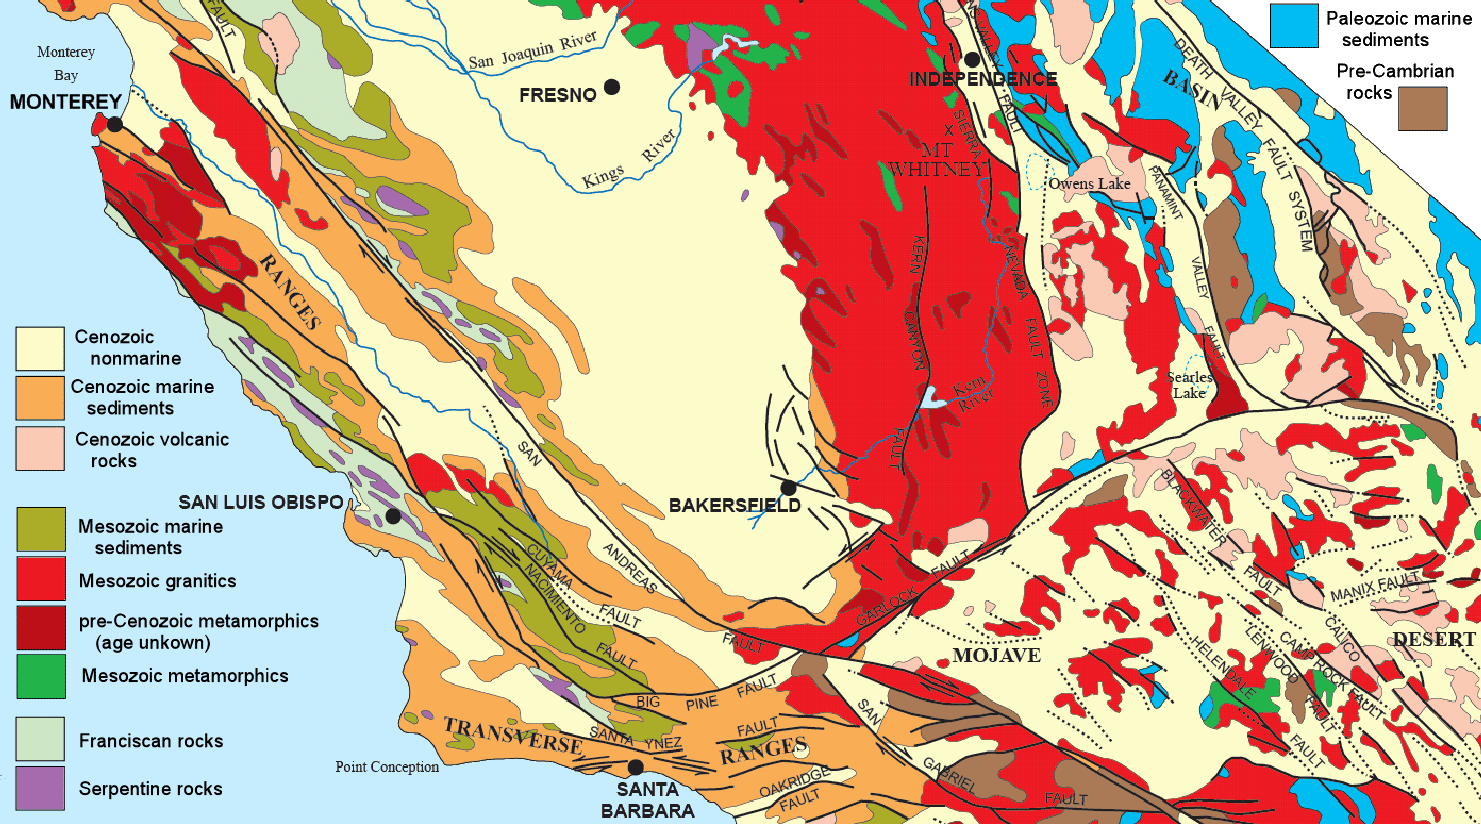 Monterey
Bay
MONTEREY
FAULT
San Joaquin River
FRESNO
Kings River
INDEPENDENCE
VALLEY
FAULT
SIERRA
x
MT
WHITNEY
Owens Lake
DEATH
VALLEY
FAULT
SYSTEM
BASIN
PANAMINT
VALLEY
FAULT
Paleozoic marine
sediments
Pre-Cambrian
rocks
RANGES
KERN
CANYON
FAULT
NEVADA
FAULT
ZONE
Kern
River
Searles
Lake
Cenozoic
nonmarine
Cenozoic marine
sediments
Cenozoic volcanic
rocks
Mesozoic marine
sediments
Mesozoic granitics
pre-Cenozoic metamorphics
(age unkown)
Mesozoic metamorphics
Franciscan rocks
Serpentine rocks
SAN LUIS OBISPO
BAKERSFIELD
SAN
ANDREAS
FAULT
CUYAMA
FAULT
NACIMIENTO
FAULT
GARLOCK
FAULT
BLACKWATER
FAULT
MANIX FAULT
MOJAVE
DESERT
HELENDALE
FAULT
LENWOOD
FAULT
CAMP ROCK FAULT
CALICO
BIG
PINE
FAULT
SAN
GABRIEL
FAULT
TRANSVERSE
RANGES
SANTA
YNEZ
FAULT
OAKRIDGE
FAULT
Point Conception
SANTA
BARBARA